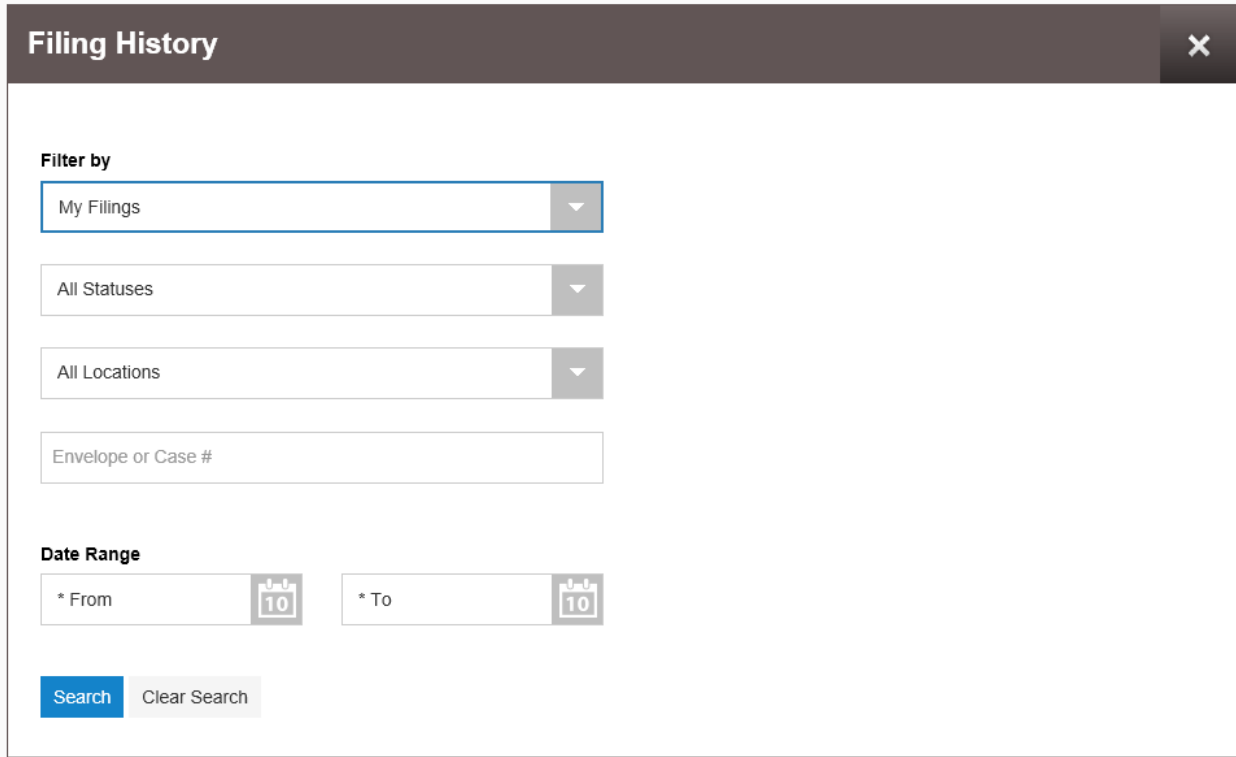 Filing History
Filter by
My Filings
All Statuses
All Locations
Envelope or Case #
Date Range
* From 10 * To 10
Search Clear Search